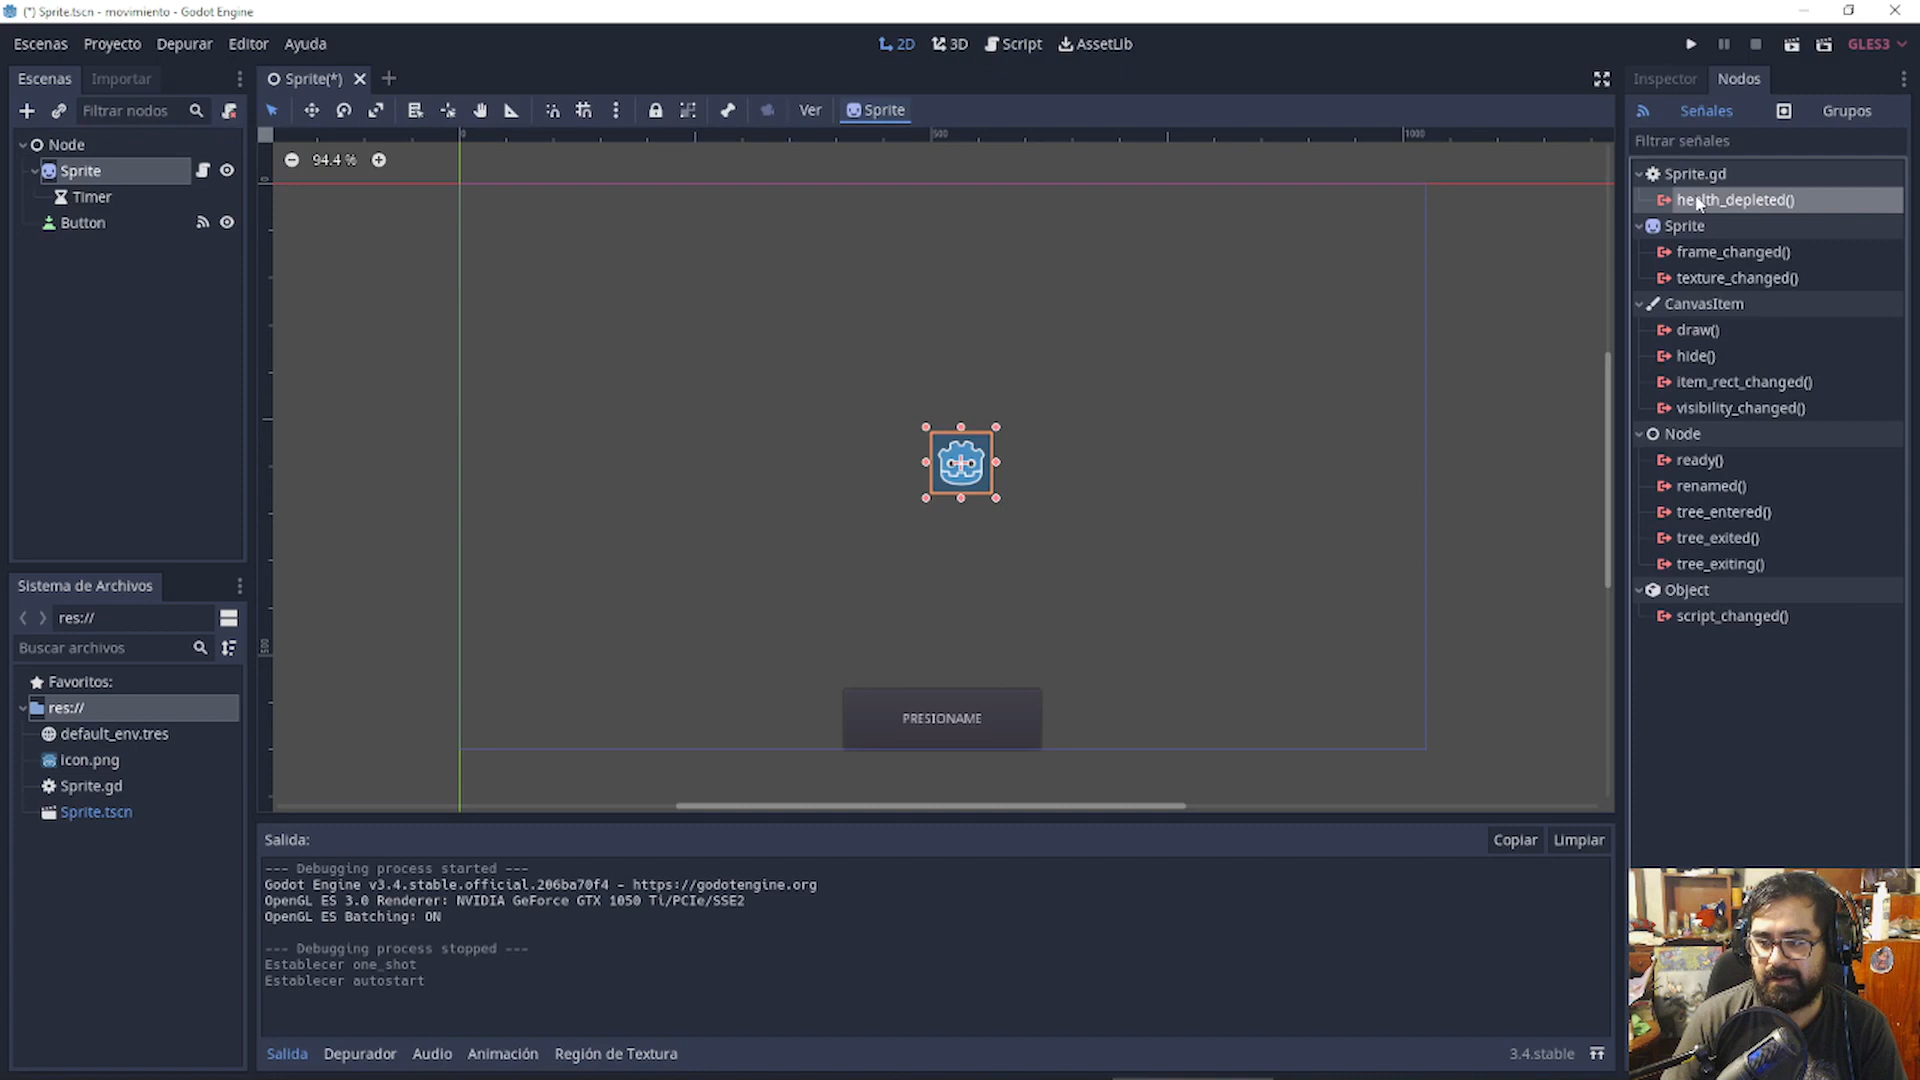 (*) Sprite.tscn - movimiento - Godot Engine
Escenas Proyecto Depurar Editor Ayuda
2D 3D Script AssetLib
GLES3
Escenas Importar
Sprite(*)
Inspector Nodos
Filtrar nodos
Ver Sprite
Señales Grupos
Filtrar señales
0 500 1000
94.4 %
0
500
Node
Sprite
Timer
Button
Sprite.gd
health_depleted()
Sprite
frame_changed()
texture_changed()
CanvasItem
draw()
hide()
item_rect_changed()
visibility_changed()
Node
ready()
renamed()
tree_entered()
tree_exited()
tree_exiting()
Object
script_changed()
PRESIONAME
Sistema de Archivos
res://
Buscar archivos
Favoritos:
res://
default_env.tres
icon.png
Sprite.gd
Sprite.tscn
Salida:
Copiar Limpiar
--- Debugging process started ---
Godot Engine v3.4.stable.official.206ba70f4 - https://godotengine.org
OpenGL ES 3.0 Renderer: NVIDIA GeForce GTX 1050 Ti/PCIe/SSE2
OpenGL ES Batching: ON
--- Debugging process stopped ---
Establecer one_shot
Establecer autostart
Salida Depurador Audio Animación Región de Textura
3.4.stable